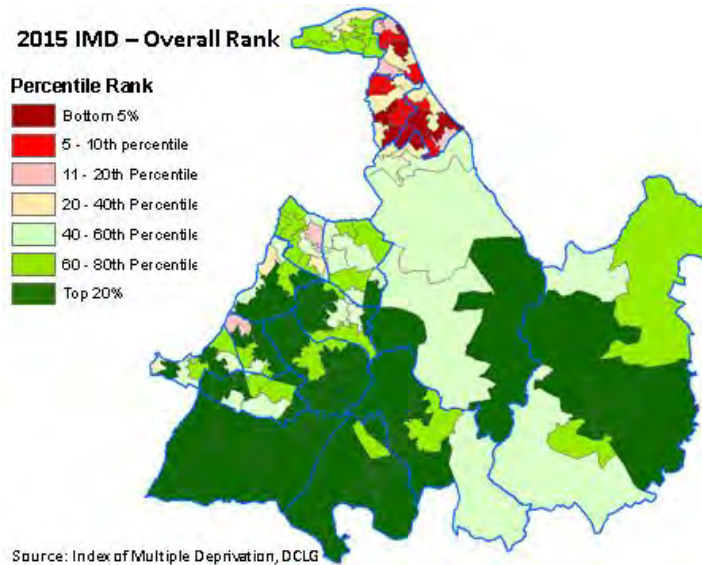 2015 IMD – Overall Rank
Percentile Rank
Bottom 5%
5 - 10th percentile
11 - 20th Percentile
20 - 40th Percentile
40 - 60th Percentile
60 - 80th Percentile
Top 20%
Source: Index of Multiple Deprivation, DCLG